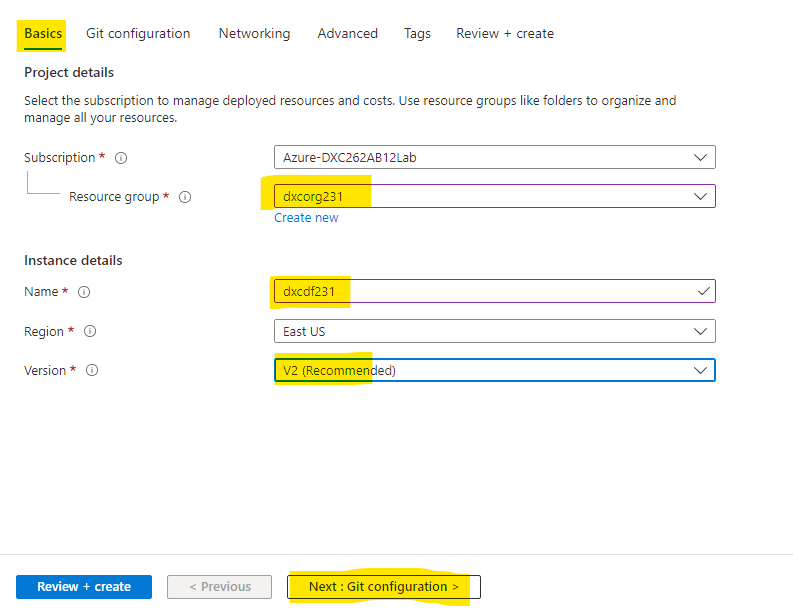 Basics Git configuration Networking Advanced Tags Review + create
Project details
Select the subscription to manage deployed resources and costs. Use resource groups like folders to organize and
manage all your resources.
Subscription * Azure-DXC262AB12Lab
Resource group * dxcorg231
Create new
Instance details
Name * dxcdf231
Region * East US
Version * V2 (Recommended)
Review + create < Previous Next : Git configuration >